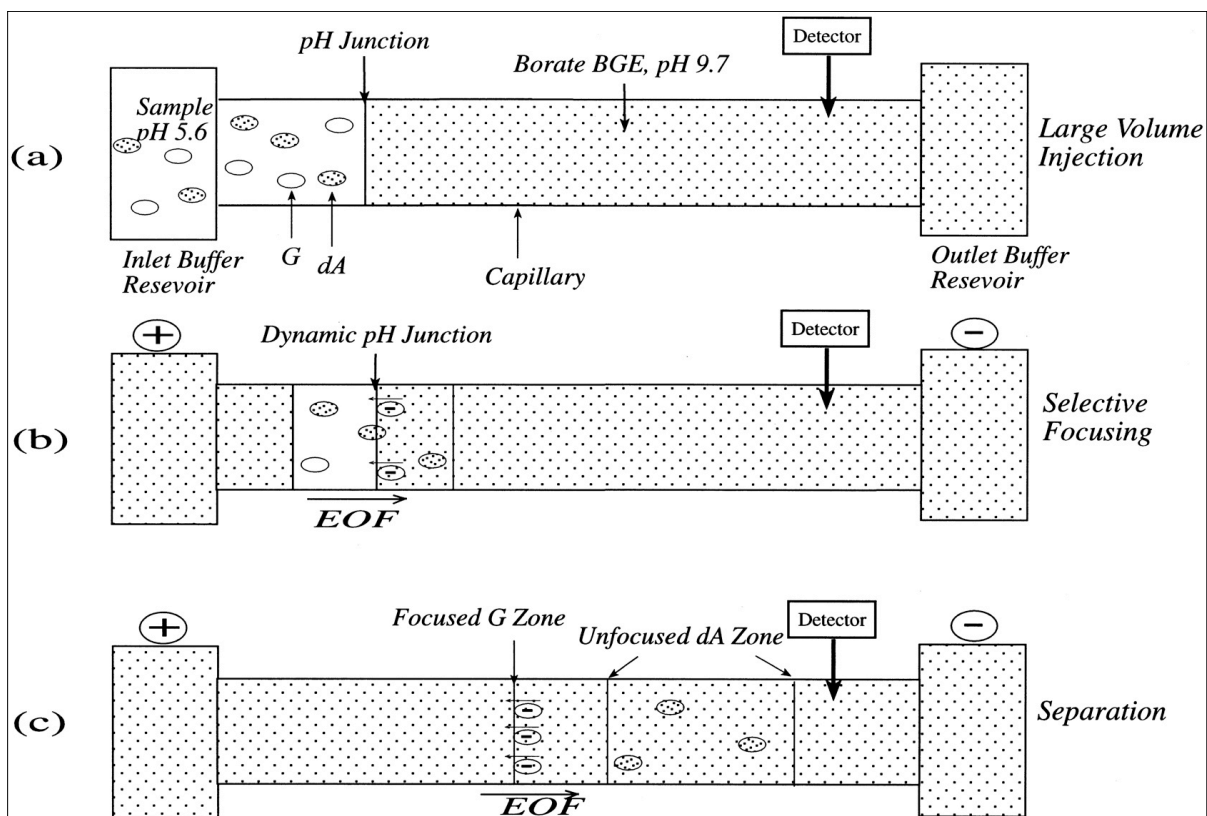 pH Junction
Detector
Borate BGE, pH 9.7
Sample
pH 5.6
(a)
Large Volume
Injection
G
dA
Inlet Buffer
Resevoir
Capillary
Outlet Buffer
Resevoir
+
Dynamic pH Junction
Detector
-
(b)
-
-
Selective
Focusing
EOF
+
Focused G Zone
Unfocused dA Zone
Detector
-
(c)
-
-
-
Separation
EOF